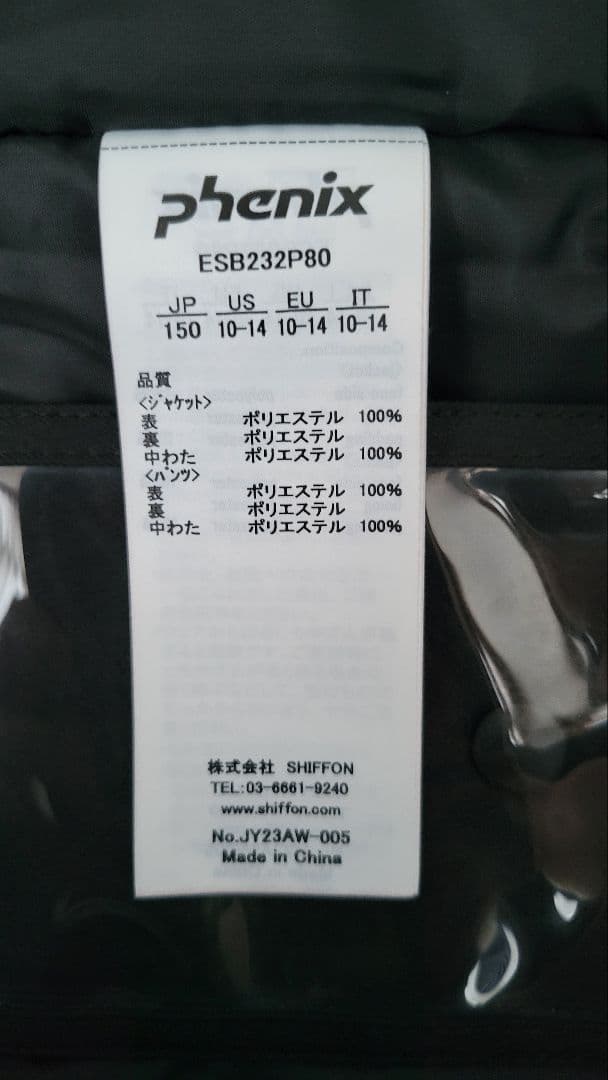 phenix
ESB232P80
JP US EU IT
150 10-14 10-14 10-14
品質
<ジャケット>
表 ポリエステル 100%
裏 ポリエステル
中わた ポリエステル 100%
<パンツ>
表 ポリエステル 100%
裏 ポリエステル
中わた ポリエステル 100%
株式会社 SHIFFON
TEL:03-6661-9240
www.shiffon.com
No.JY23AW-005
Made in China